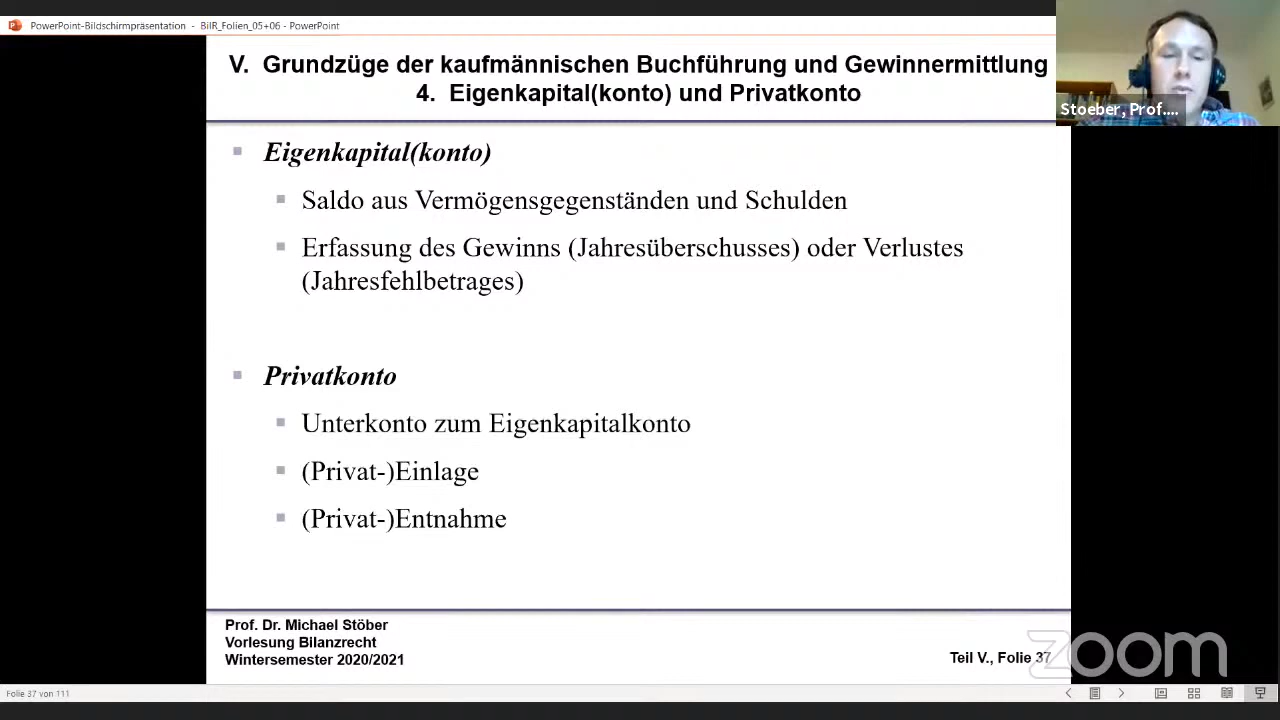 PowerPoint-Bildschirmpräsentation - BilR_Folien_05+06 - PowerPoint
V. Grundzüge der kaufmännischen Buchführung und Gewinnermittlung
4. Eigenkapital(konto) und Privatkonto
Stoeber, Prof....
Eigenkapital(konto)
Saldo aus Vermögensgegenständen und Schulden
Erfassung des Gewinns (Jahresüberschusses) oder Verlustes
(Jahresfehlbetrages)
Privatkonto
Unterkonto zum Eigenkapitalkonto
(Privat-)Einlage
(Privat-)Entnahme
Prof. Dr. Michael Stöber
Vorlesung Bilanzrecht
Wintersemester 2020/2021
Teil V., Folie 37
zoom
Folie 37 von 111